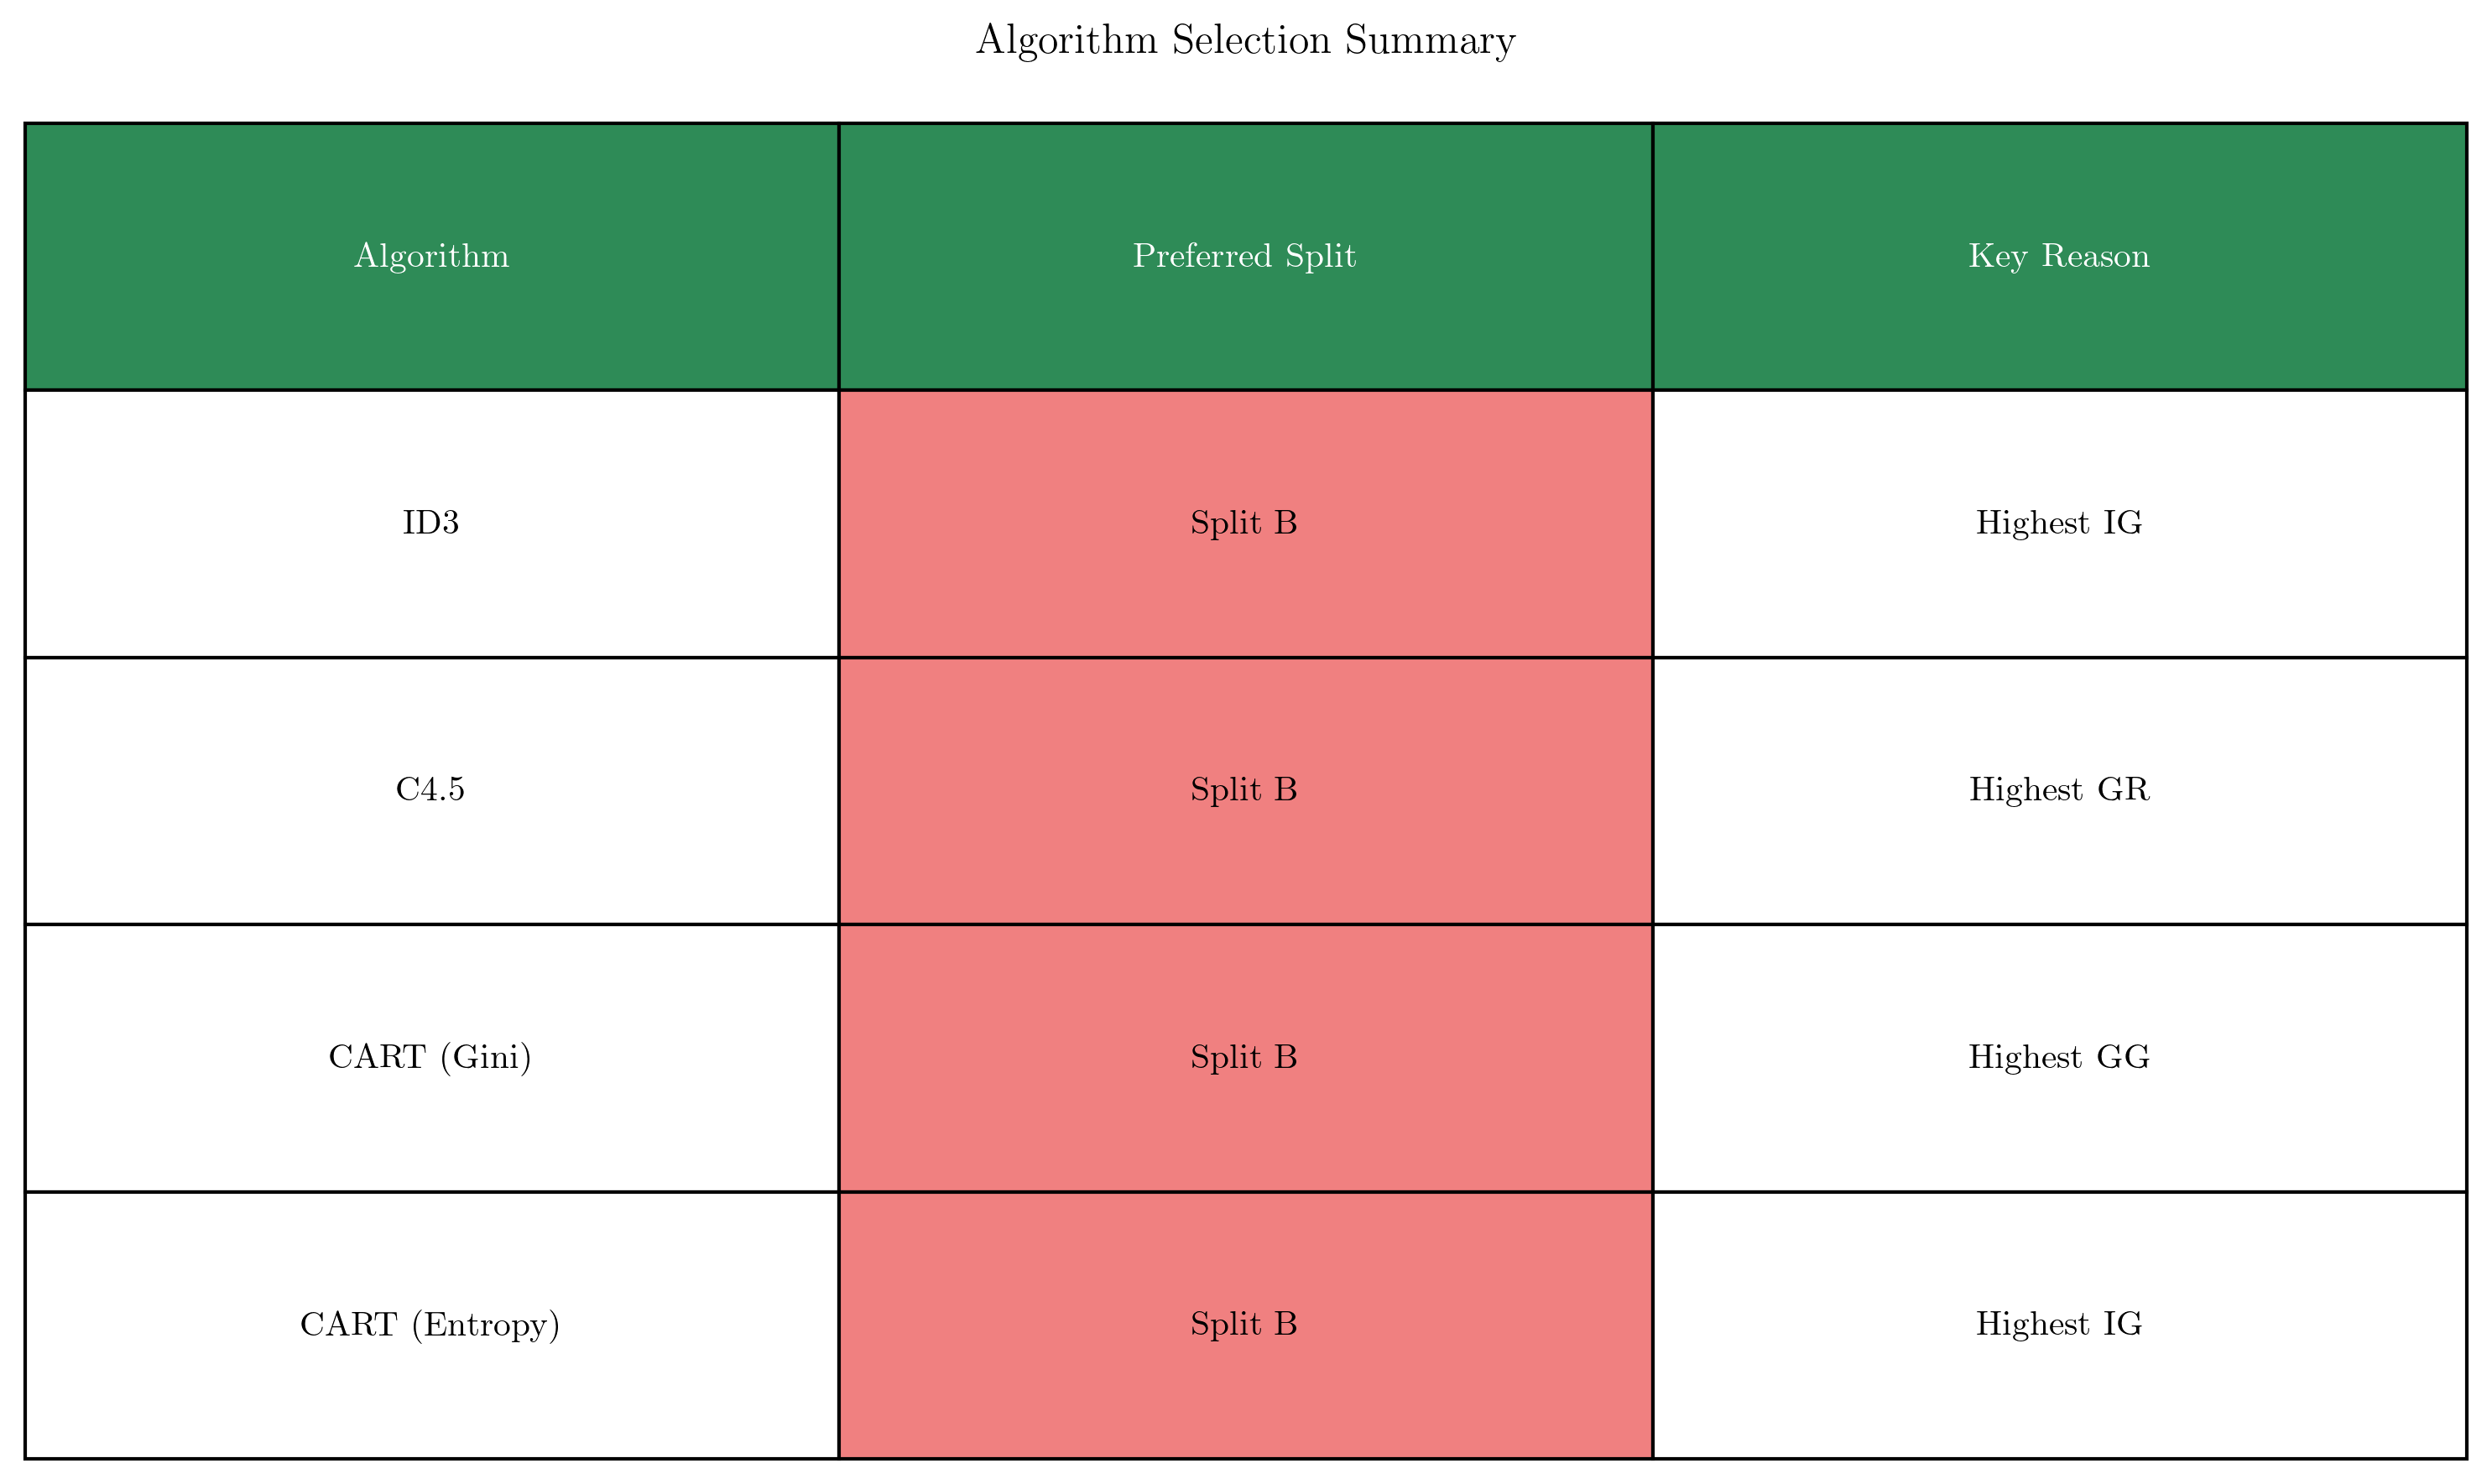 Algorithm Selection Summary
Algorithm Preferred Split Key Reason
ID3 Split B Highest IG
C4.5 Split B Highest GR
CART (Gini) Split B Highest GG
CART (Entropy) Split B Highest IG